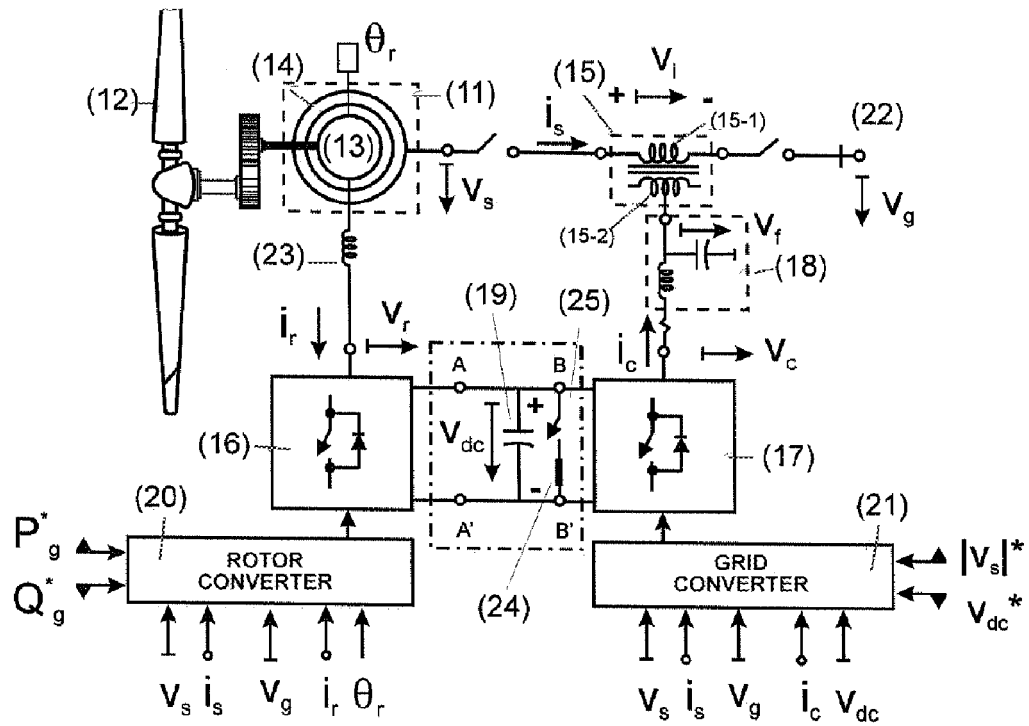 θr
(14)
(11)
(12)
(13)
(15)
Vi
+ -
(15-1)
(22)
is
Vs
Vg
(15-2)
Vf
(23)
(18)
(19)
(25)
ir
Vr
ic
Vc
A
B
+
Vdc
(16)
(17)
-
A'
B'
(20)
(21)
P*g
Q*g
ROTOR
CONVERTER
(24)
GRID
CONVERTER
|Vs|*
Vdc*
Vs is Vg ir θr
Vs is Vg ic Vdc